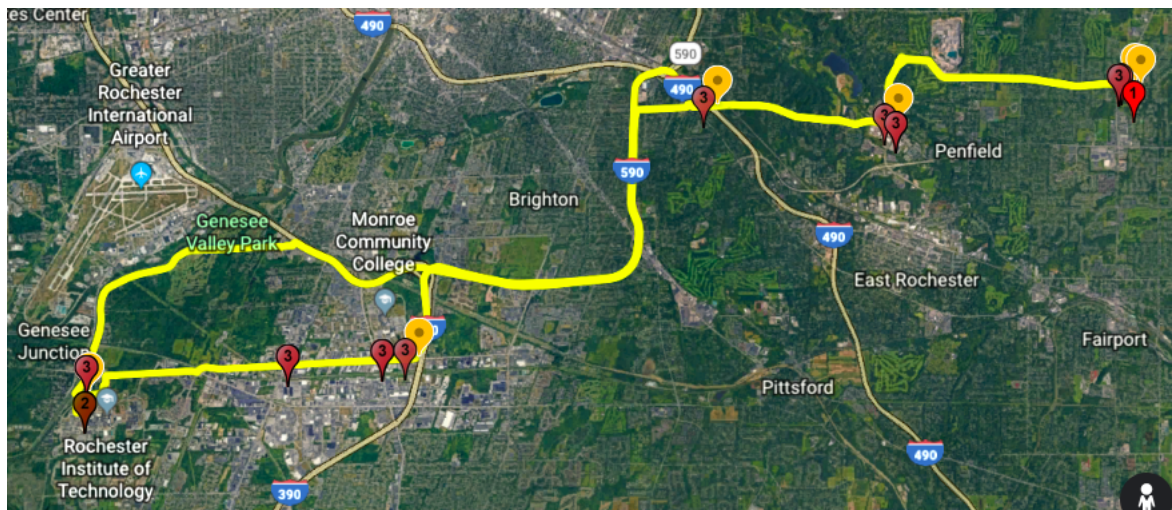 tes Center
490
590
490
3
3
1
Greater
Rochester
International
Airport
3
3
3
Penfield
590
Brighton
Genesee
Valley Park
Monroe
Community
College
490
East Rochester
Genesee
Junction
Fairport
3
3
3
3
Pittsford
2
Rochester
Institute of
Technology
490
390